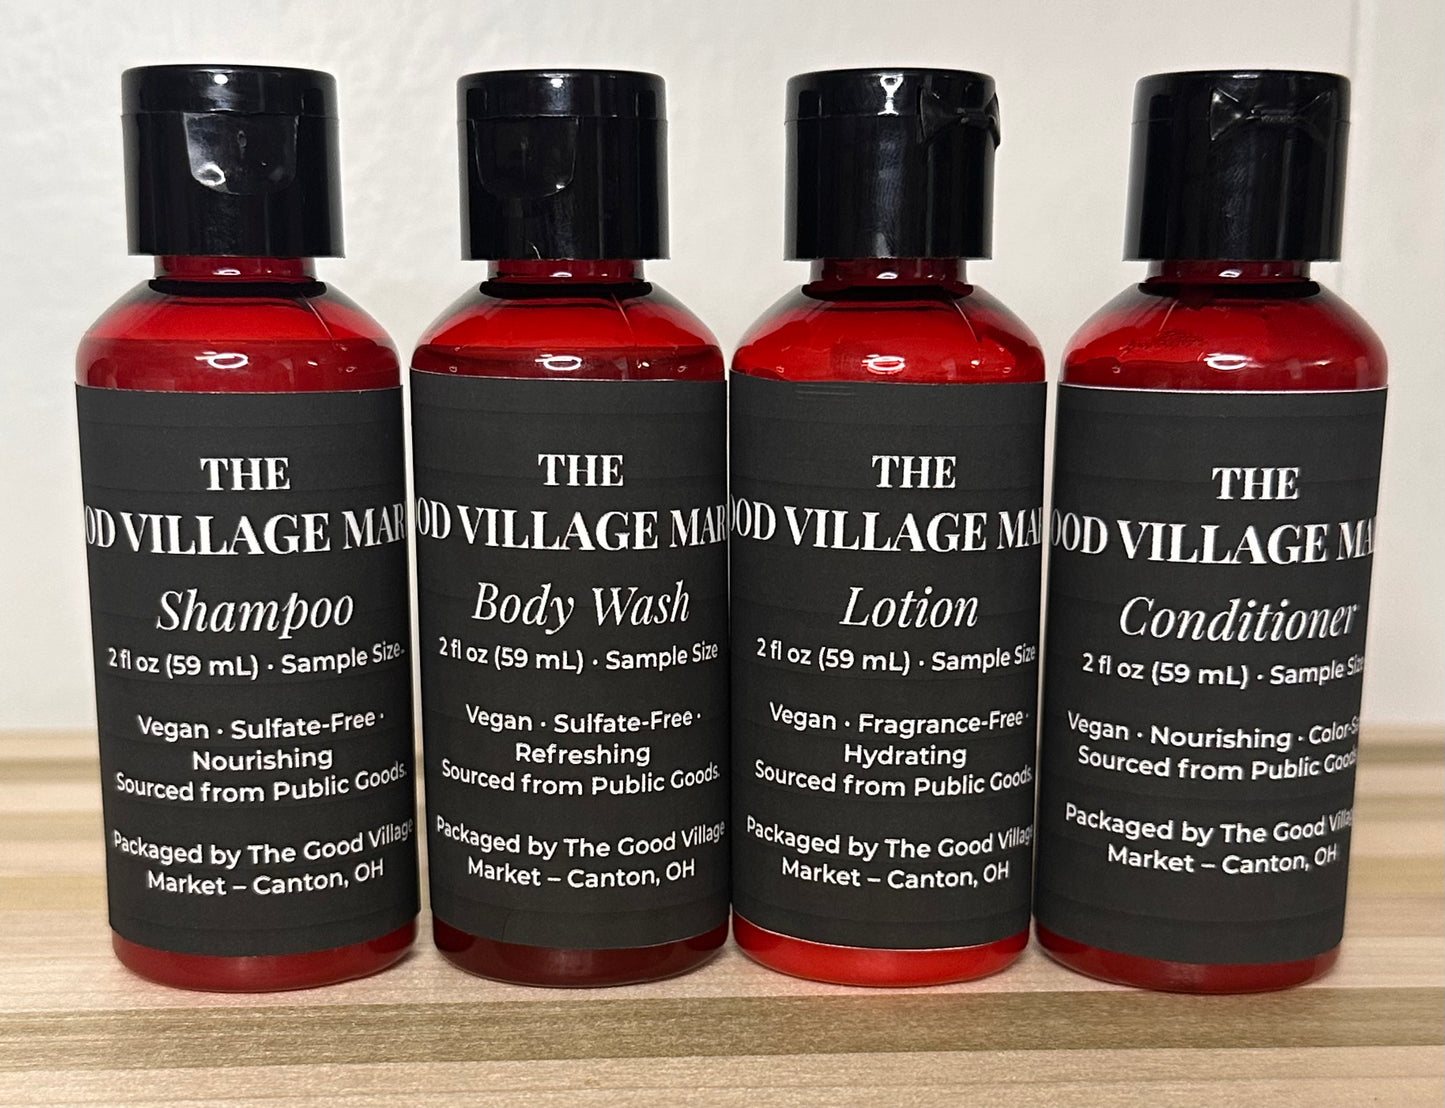 THE
OOD VILLAGE MAR
Shampoo
2 fl oz (59 mL) · Sample Size.
Vegan · Sulfate-Free ·
Nourishing
Sourced from Public Goods.
Packaged by The Good Village
Market – Canton, OH
THE
OOD VILLAGE MAR
Body Wash
2 fl oz (59 mL) · Sample Size
Vegan · Sulfate-Free ·
Refreshing
Sourced from Public Goods.
Packaged by The Good Village
Market – Canton, OH
THE
OOD VILLAGE MA
Lotion
2 fl oz (59 mL) · Sample Size
Vegan · Fragrance-Free ·
Hydrating
Sourced from Public Goods.
Packaged by The Good Village
Market – Canton, OH
THE
OOD VILLAGE MA
Conditioner
2 fl oz (59 mL) · Sample Size
Vegan · Nourishing · Color-S
Sourced from Public Goods
Packaged by The Good Village
Market – Canton, OH